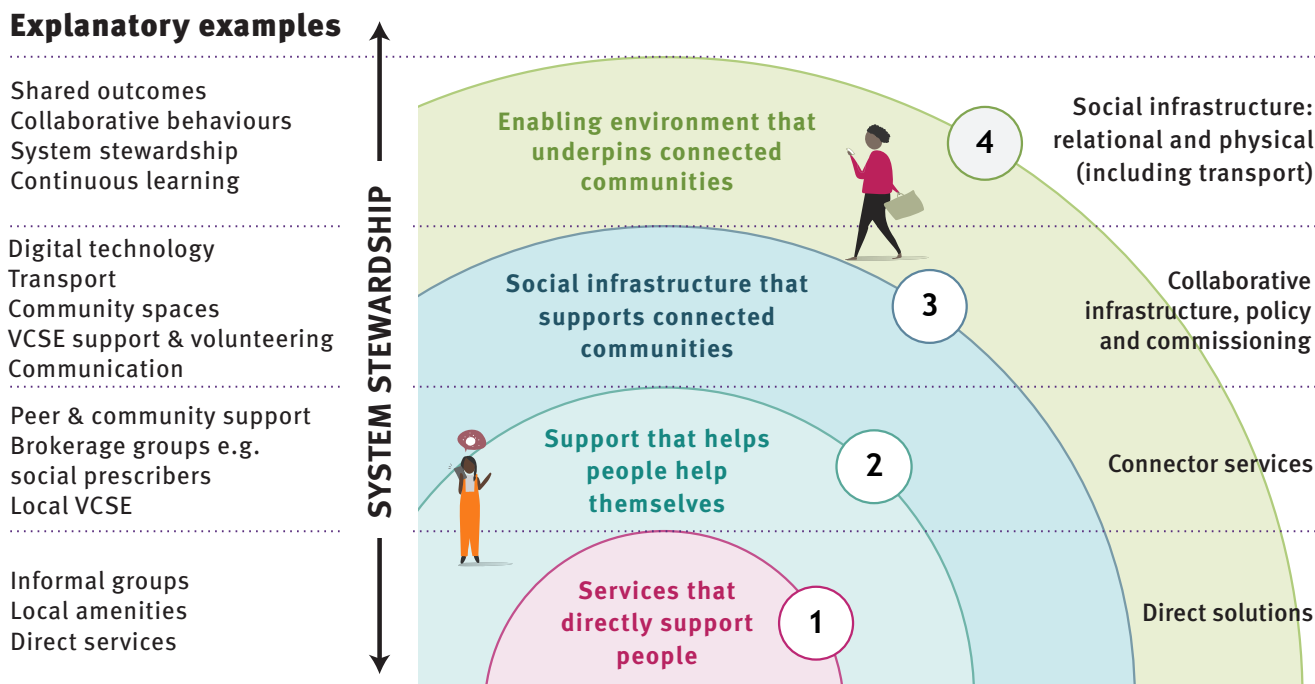 Explanatory examples
Shared outcomes
Collaborative behaviours
System stewardship
Continuous learning
Digital technology
Transport
Community spaces
VCSE support & volunteering
Communication
Peer & community support
Brokerage groups e.g.
social prescribers
Local VCSE
Informal groups
Local amenities
Direct services
SYSTEM STEWARDSHIP
Enabling environment that
underpins connected
communities
4
Social infrastructure that
supports connected
communities
3
Support that helps
people help
themselves
2
Services that
directly support
people
1
Social infrastructure:
relational and physical
(including transport)
Collaborative
infrastructure, policy
and commissioning
Connector services
Direct solutions